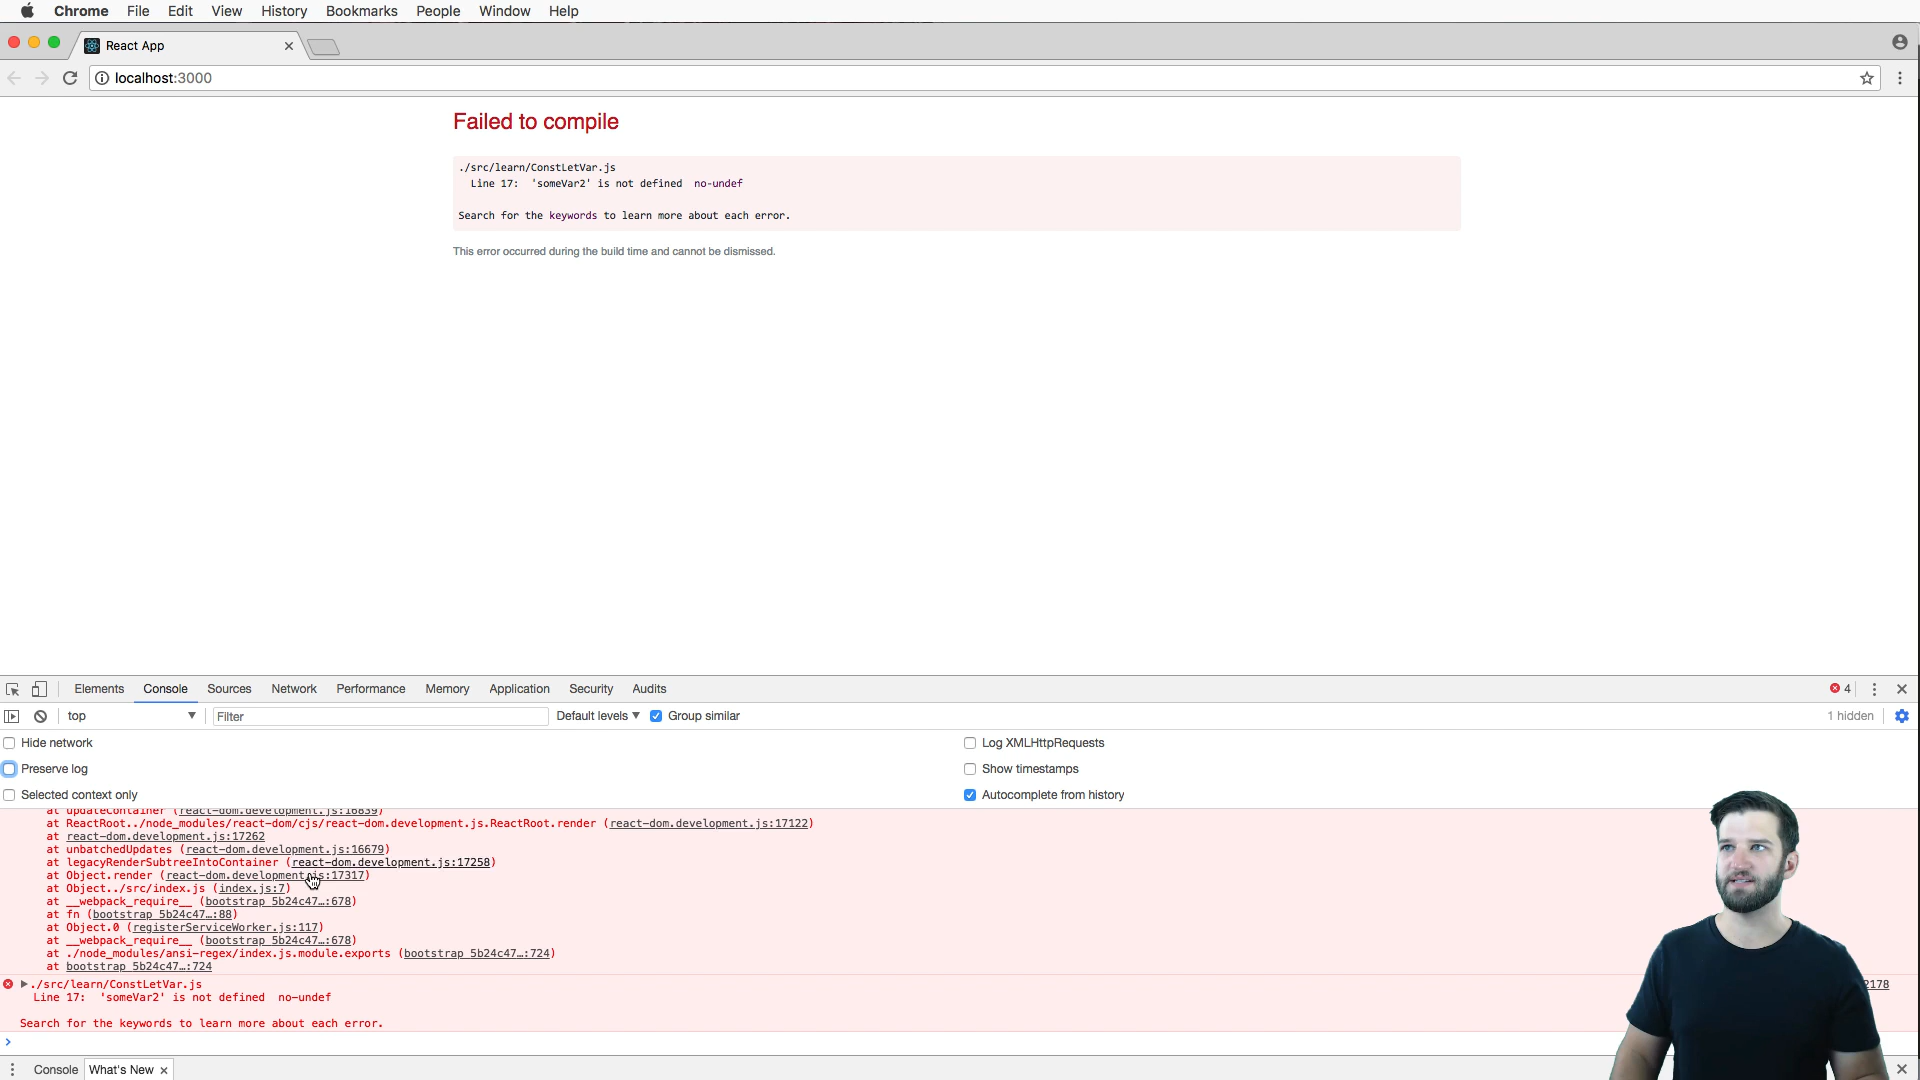 Chrome File Edit View History Bookmarks People Window Help
React App
localhost:3000
Failed to compile
./src/learn/ConstLetVar.js
Line 17: 'someVar2' is not defined no-undef
Search for the keywords to learn more about each error.
This error occurred during the build time and cannot be dismissed.
Elements Console Sources Network Performance Memory Application Security Audits 4
top Filter Default levels Group similar 1 hidden
Hide network Log XMLHttpRequests
Preserve log Show timestamps
Selected context only Autocomplete from history
at updateContainer (react-dom.development.js:16839)
at ReactRoot../node_modules/react-dom/cjs/react-dom.development.js.ReactRoot.render (react-dom.development.js:17122)
at react-dom.development.js:17262
at unbatchedUpdates (react-dom.development.js:16679)
at legacyRenderSubtreeIntoContainer (react-dom.development.js:17258)
at Object.render (react-dom.development.js:17317)
at Object../src/index.js (index.js:7)
at __webpack_require__ (bootstrap 5b24c47…:678)
at fn (bootstrap 5b24c47…:88)
at Object.0 (registerServiceWorker.js:117)
at __webpack_require__ (bootstrap 5b24c47…:678)
at ./node_modules/ansi-regex/index.js.module.exports (bootstrap 5b24c47…:724)
at bootstrap 5b24c47…:724
./src/learn/ConstLetVar.js 2178
Line 17: 'someVar2' is not defined no-undef
Search for the keywords to learn more about each error.
Console What's New